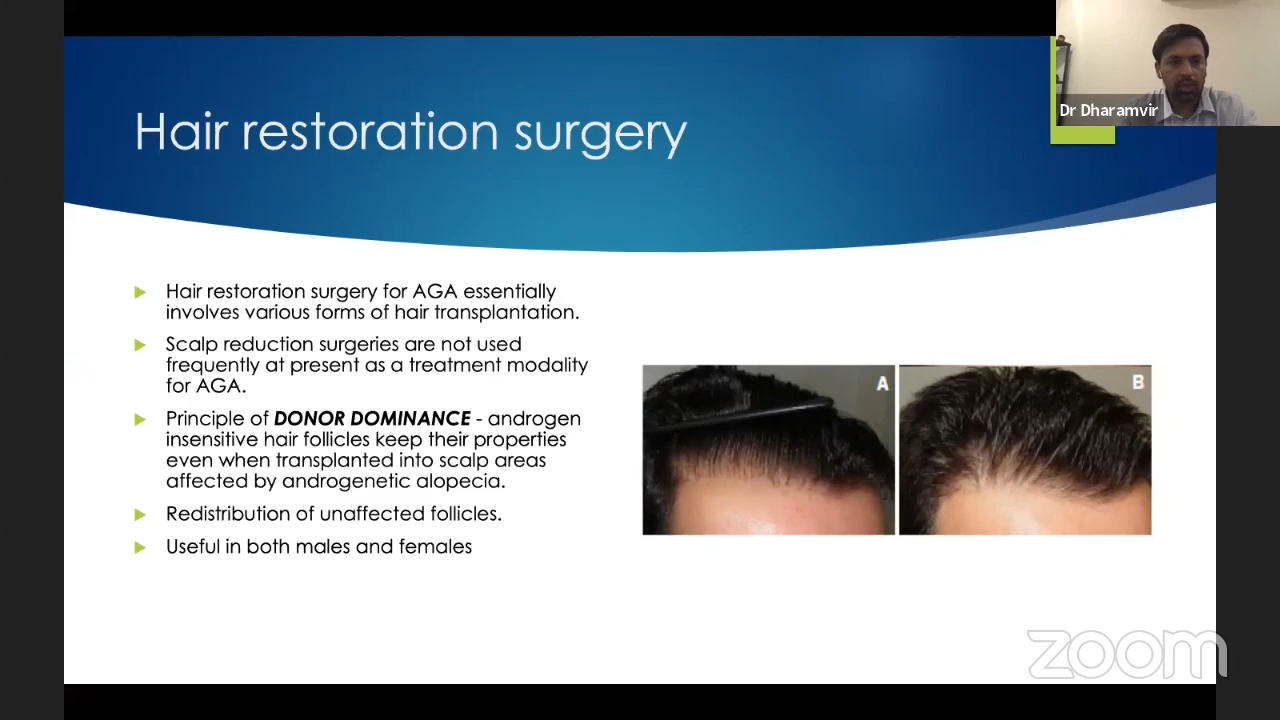 Hair restoration surgery
Dr Dharamvir
Hair restoration surgery for AGA essentially
involves various forms of hair transplantation.
Scalp reduction surgeries are not used
frequently at present as a treatment modality
for AGA.
Principle of DONOR DOMINANCE - androgen
insensitive hair follicles keep their properties
even when transplanted into scalp areas
affected by androgenetic alopecia.
Redistribution of unaffected follicles.
Useful in both males and females
A
B
zoom